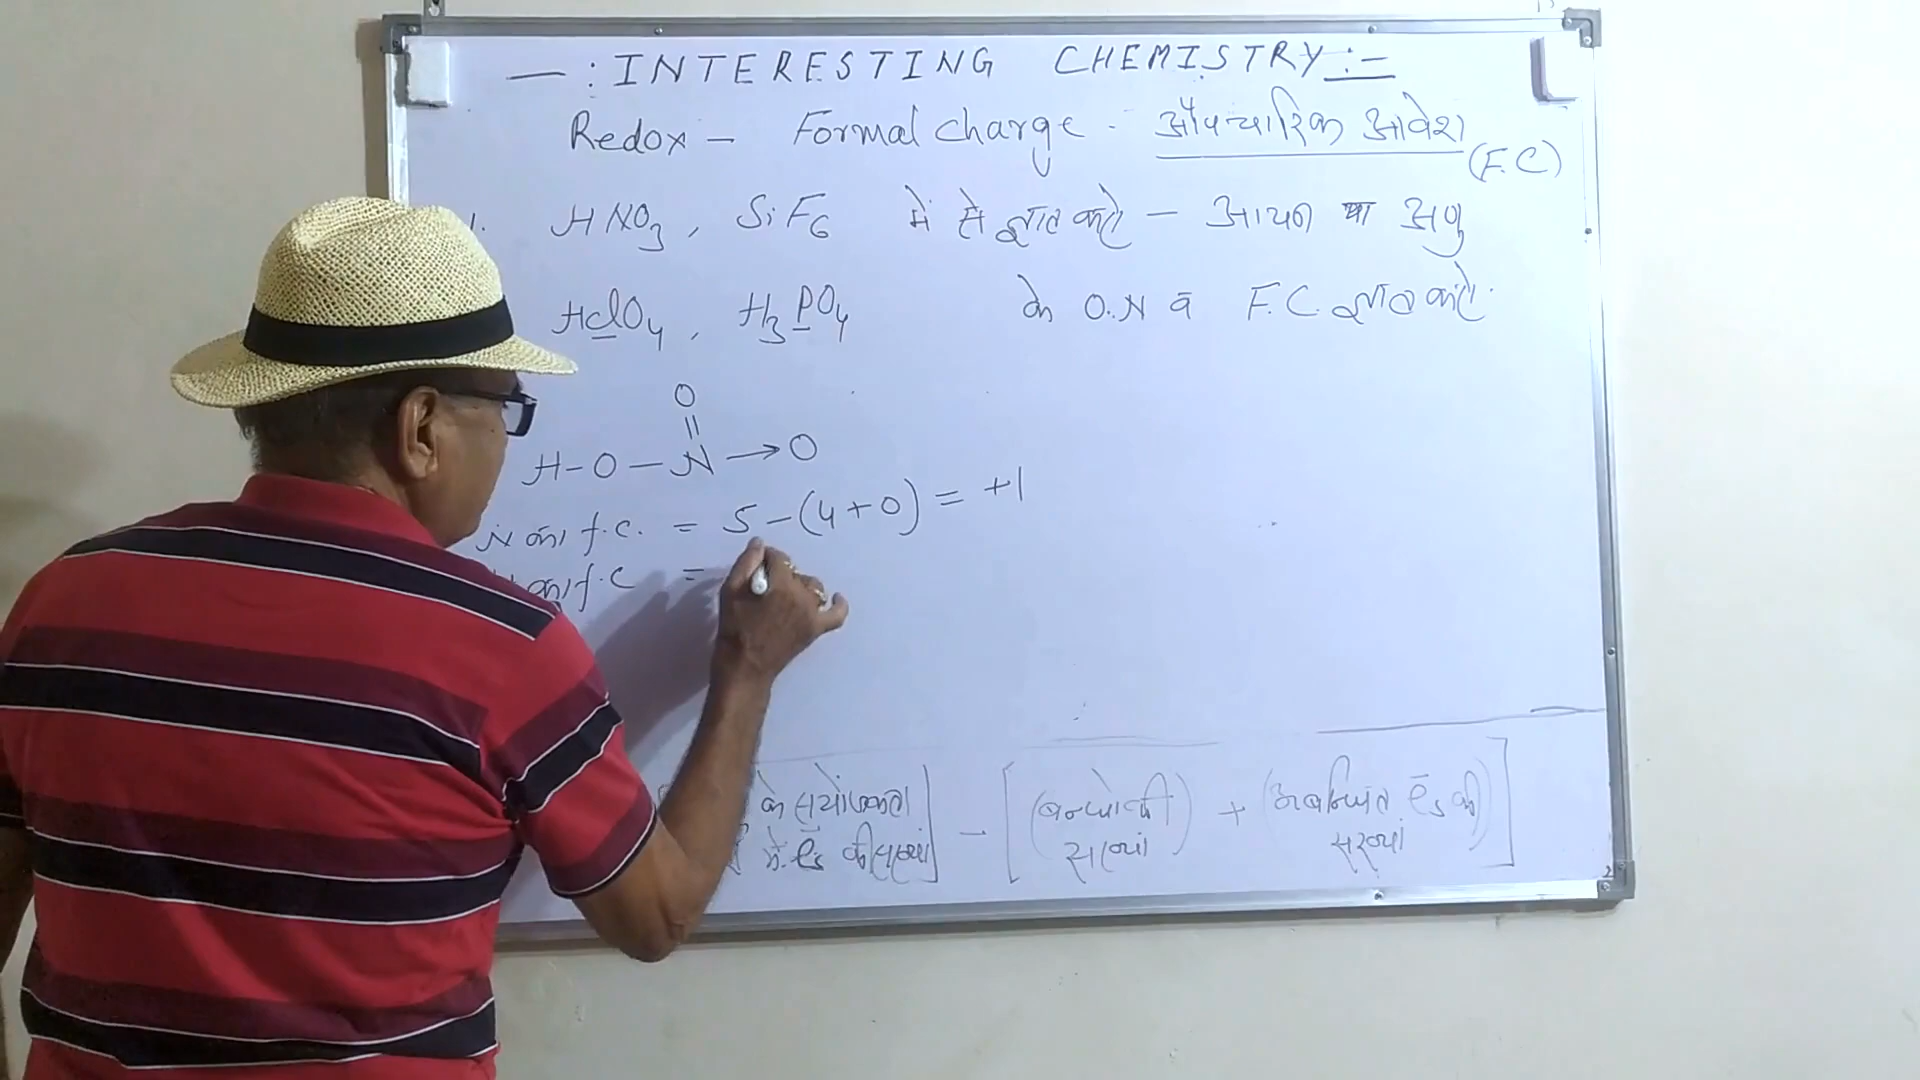 — : INTERESTING CHEMISTRY :-
Redox - Formal Charge - औपचारिक आवेश (F.C)
1. HNO3 , SiF6 में से ज्ञात करो - आयन या अणु
HClO4 , H3PO4 के O.N व F.C. ज्ञात करो.
O
||
H-O-N→O
N का f.c. = 5-(4+0) = +1
का f.c =
के संयोजकता] - [(बन्धो की) + (अबन्धित e̅s की)
में e̅s की संख्या संख्यां संख्यां]